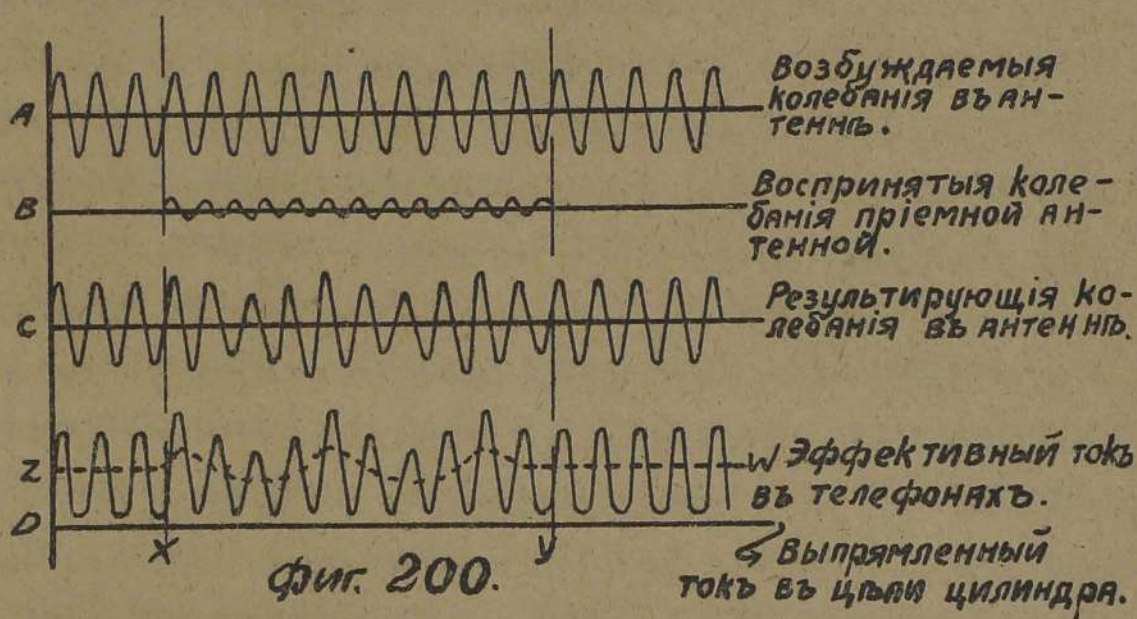 A
Возбуждаемыя
колебанія въ ан-
теннѣ.
B
Воспринятыя коле-
банія пріемной ан-
тенной.
C
Результирующія ко-
лебанія въ антеннѣ.
Z
W Эффективный токъ
въ телефонахъ.
D
X
У
Выпрямленный
токъ въ цѣпи цилиндра.
Фиг. 200.